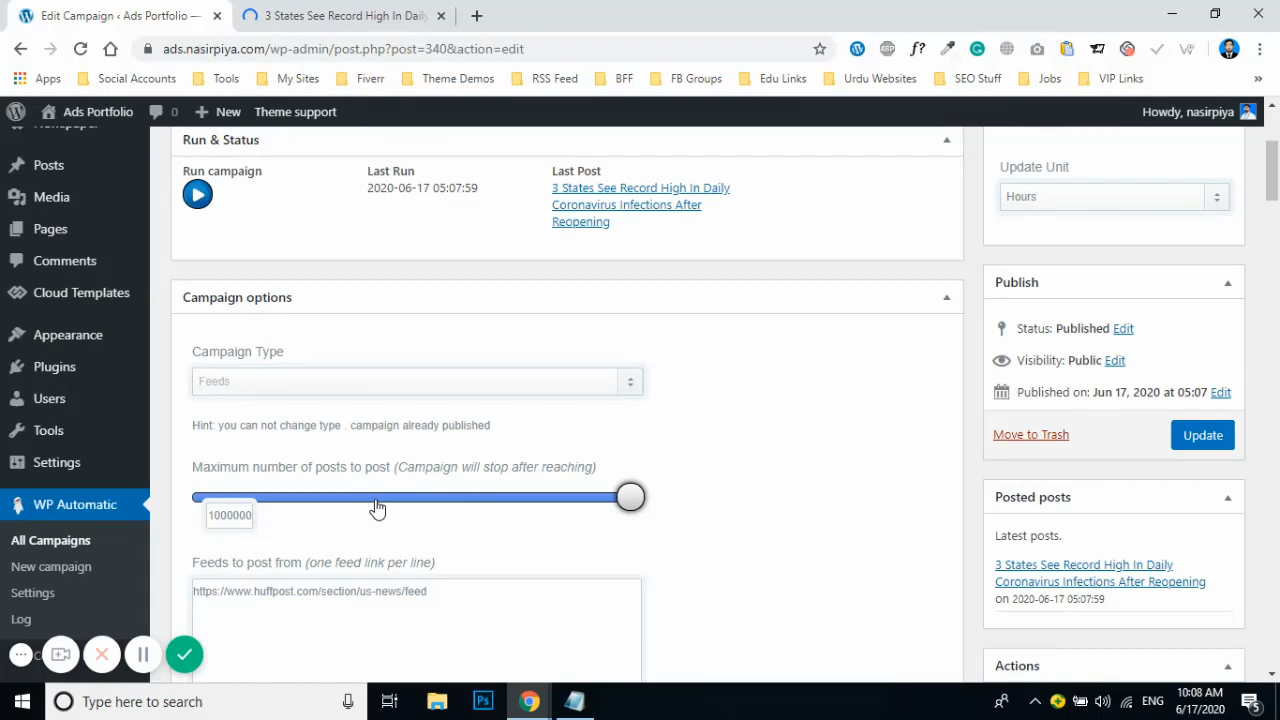 Edit Campaign ‹ Ads Portfolio —
3 States See Record High In Daily
ads.nasirpiya.com/wp-admin/post.php?post=340&action=edit
ABP
f?
Apps
Social Accounts
Tools
My Sites
Fiverr
Theme Demos
RSS Feed
BFF
FB Groups
Edu Links
Urdu Websites
SEO Stuff
Jobs
VIP Links
»
Ads Portfolio
0
New
Theme support
Howdy, nasirpiya
Newspaper
Posts
Media
Pages
Comments
Cloud Templates
Appearance
Plugins
Users
Tools
Settings
WP Automatic
All Campaigns
New campaign
Settings
Log
Run & Status
Run campaign
Last Run
2020-06-17 05:07:59
Last Post
3 States See Record High In Daily
Coronavirus Infections After
Reopening
Campaign options
Campaign Type
Feeds
Hint: you can not change type . campaign already published
Maximum number of posts to post (Campaign will stop after reaching)
1000000
Feeds to post from (one feed link per line)
https://www.huffpost.com/section/us-news/feed
Update Unit
Hours
Publish
Status: Published Edit
Visibility: Public Edit
Published on: Jun 17, 2020 at 05:07 Edit
Move to Trash
Update
Posted posts
Latest posts.
3 States See Record High In Daily
Coronavirus Infections After Reopening
on 2020-06-17 05:07:59
Actions
Type here to search
Ps
ENG
10:08 AM
6/17/2020
5